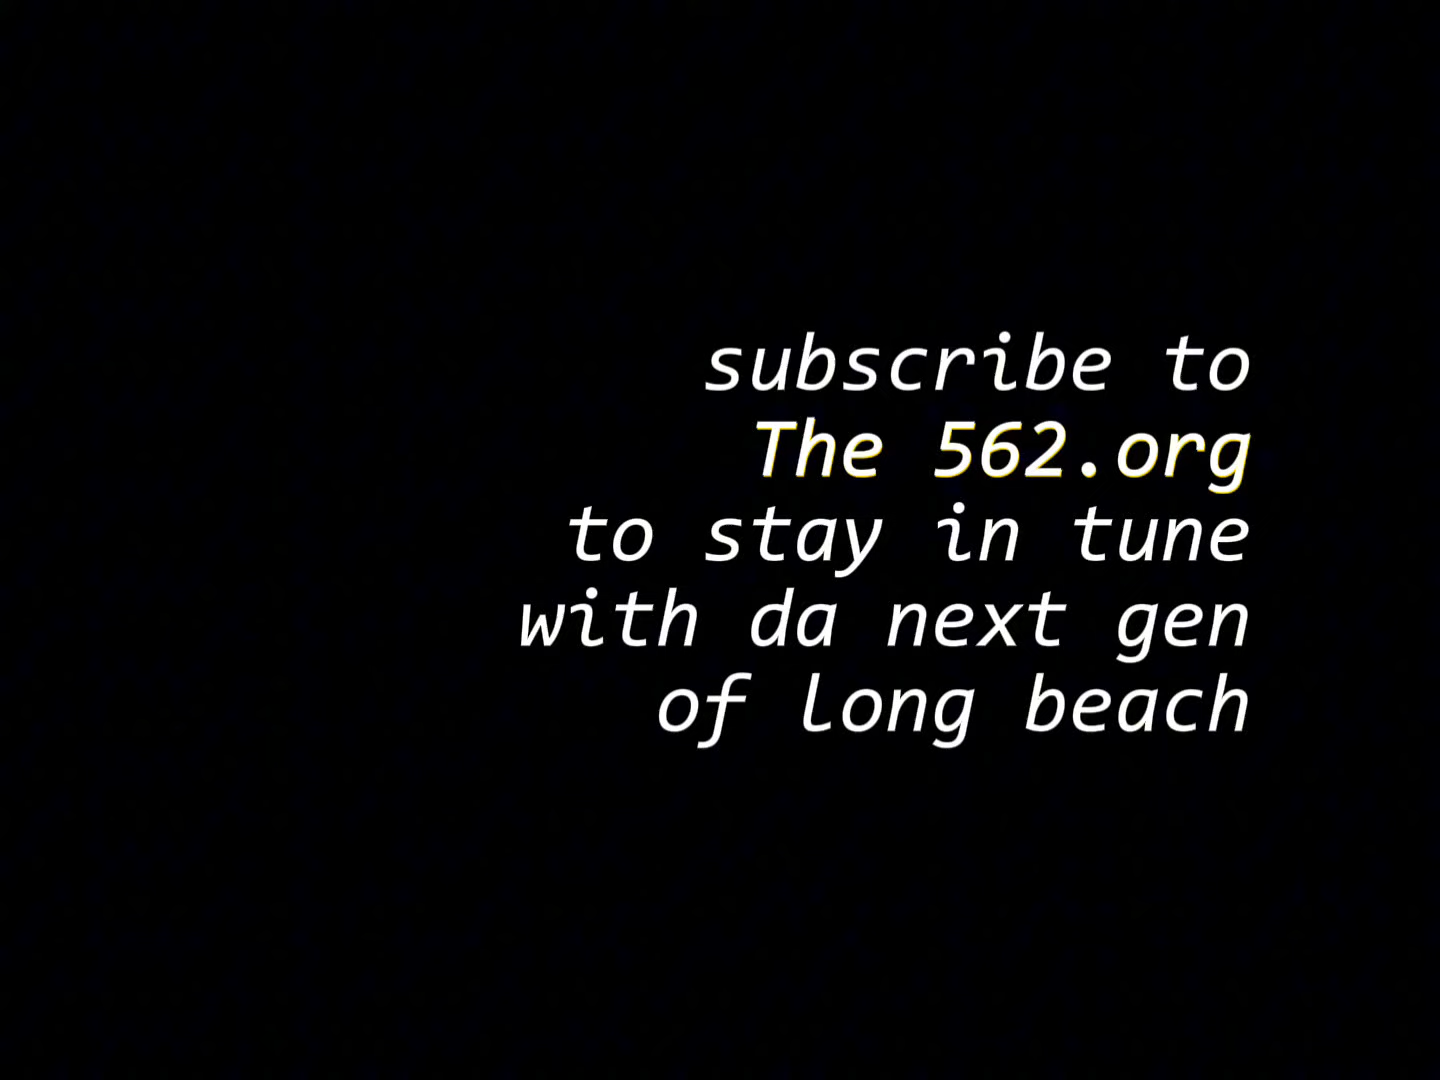 subscribe to
The 562.org
to stay in tune
with da next gen
of long beach